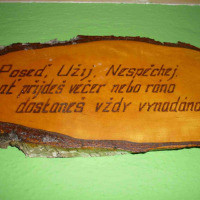 Poseď, Užij, Nespěchej,
ať přijdeš večer nebo ráno
dostaneš vždy vynadáno